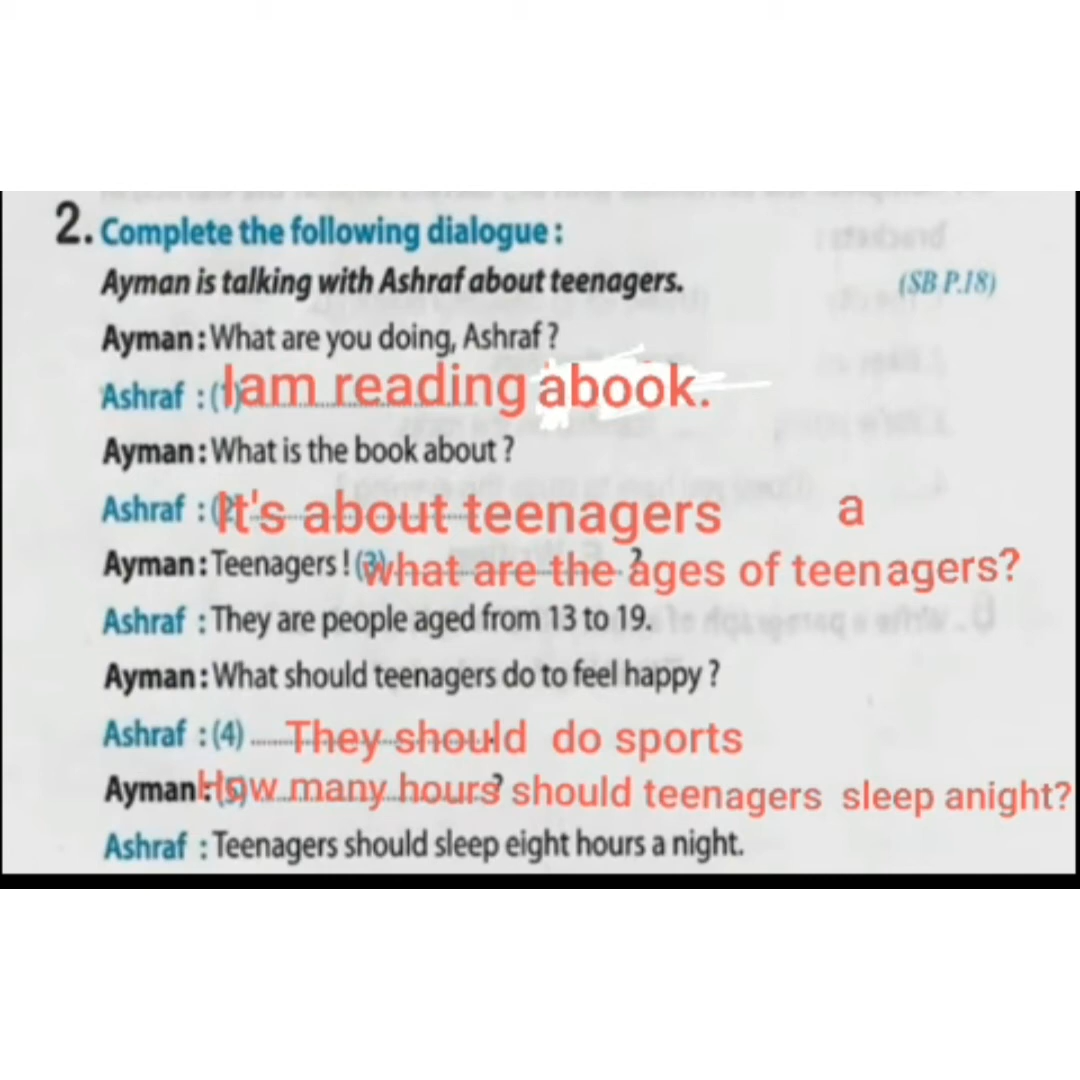 2. Complete the following dialogue :
Ayman is talking with Ashraf about teenagers. (SB P.18)
Ayman : What are you doing, Ashraf ?
Ashraf : (1) Iam reading abook.
Ayman : What is the book about ?
Ashraf : (2) It's about teenagers a
Ayman : Teenagers ! (3) what are the ages of teenagers? ?
Ashraf : They are people aged from 13 to 19.
Ayman : What should teenagers do to feel happy ?
Ashraf : (4) They should do sports
Ayman : (5) How many hours should teenagers sleep anight? ?
Ashraf : Teenagers should sleep eight hours a night.